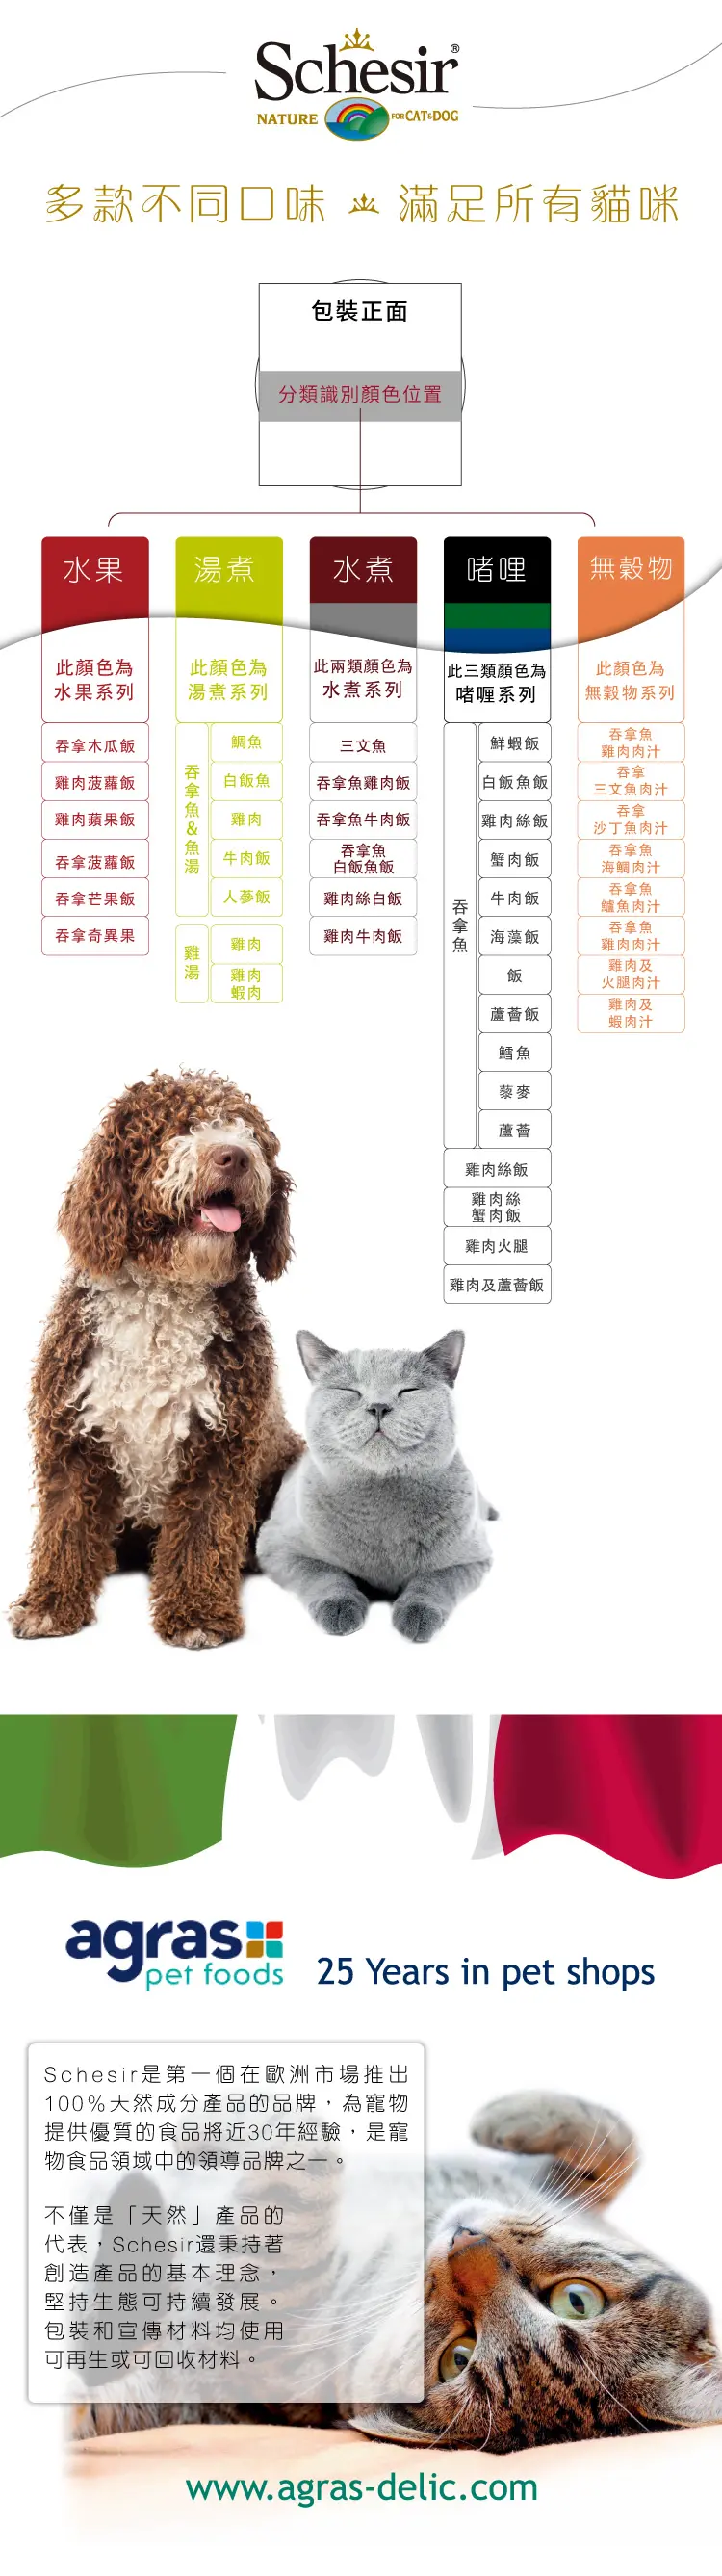 Schesir®
NATURE FOR CAT&DOG
多款不同口味 滿足所有貓咪
包裝正面
分類識別顏色位置
水果
此顏色為
水果系列
吞拿木瓜飯
雞肉菠蘿飯
雞肉蘋果飯
吞拿菠蘿飯
吞拿芒果飯
吞拿奇異果
湯煮
此顏色為
湯煮系列
吞拿魚&魚湯
鯛魚
白飯魚
雞肉
牛肉飯
人蔘飯
雞湯
雞肉
雞肉
蝦肉
水煮
此兩類顏色為
水煮系列
三文魚
吞拿魚雞肉飯
吞拿魚牛肉飯
吞拿魚
白飯魚飯
雞肉絲白飯
雞肉牛肉飯
啫哩
此三類顏色為
啫喱系列
吞拿魚
鮮蝦飯
白飯魚飯
雞肉絲飯
蟹肉飯
牛肉飯
海藻飯
飯
蘆薈飯
鱈魚
藜麥
蘆薈
雞肉絲飯
雞肉絲
蟹肉飯
雞肉火腿
雞肉及蘆薈飯
無穀物
此顏色為
無穀物系列
吞拿魚
雞肉肉汁
吞拿
三文魚肉汁
吞拿
沙丁魚肉汁
吞拿魚
海鯛肉汁
吞拿魚
鱸魚肉汁
吞拿魚
雞肉肉汁
雞肉及
火腿肉汁
雞肉及
蝦肉汁
agras
pet foods
25 Years in pet shops
Schesir是第一個在歐洲市場推出
100%天然成分產品的品牌，為寵物
提供優質的食品將近30年經驗，是寵
物食品領域中的領導品牌之一。
不僅是「天然」產品的
代表，Schesir還秉持著
創造產品的基本理念，
堅持生態可持續發展。
包裝和宣傳材料均使用
可再生或可回收材料。
www.agras-delic.com